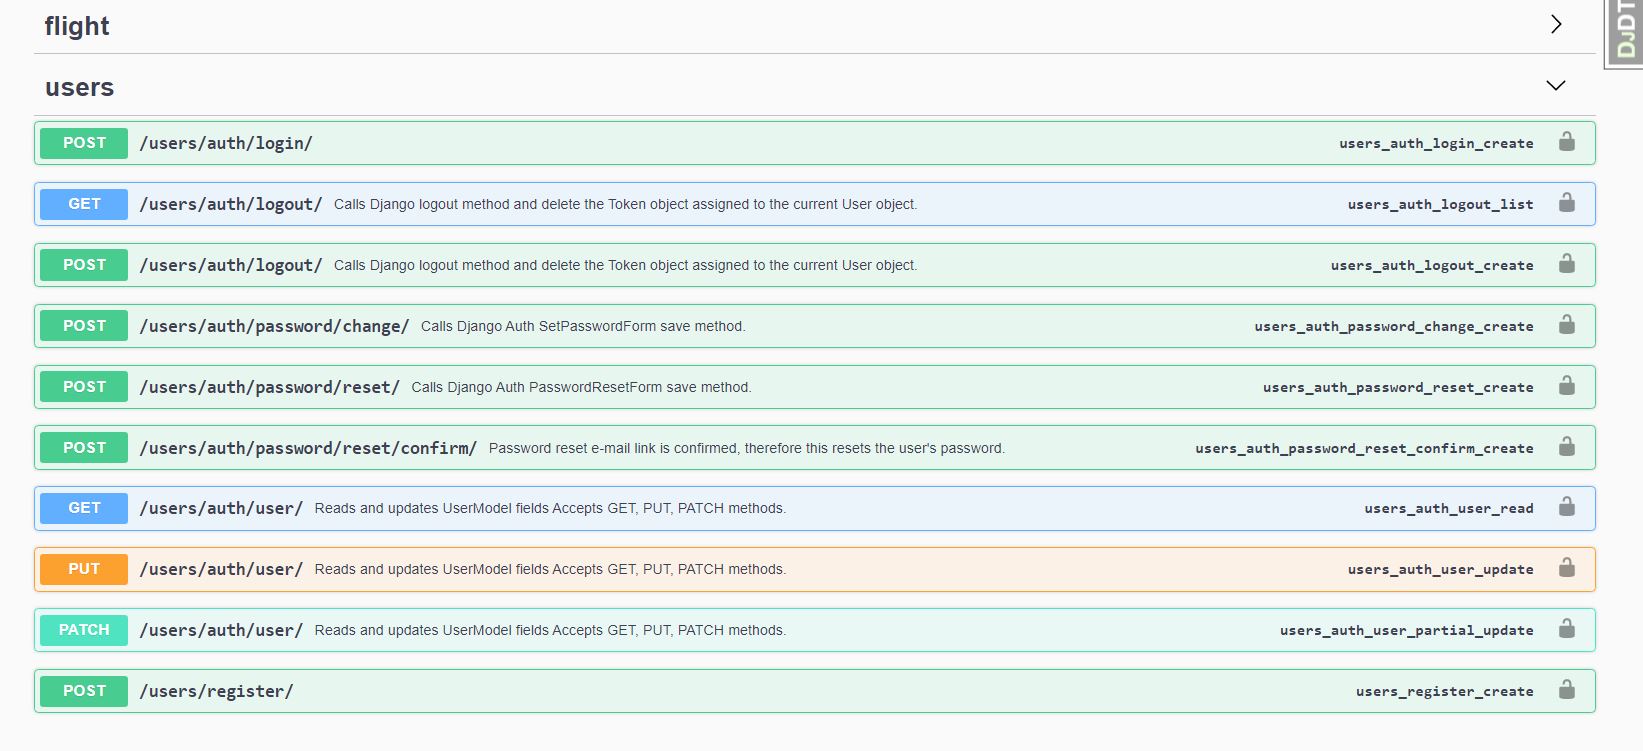 flight
DJDT
users
POST /users/auth/login/ users_auth_login_create
GET /users/auth/logout/ Calls Django logout method and delete the Token object assigned to the current User object. users_auth_logout_list
POST /users/auth/logout/ Calls Django logout method and delete the Token object assigned to the current User object. users_auth_logout_create
POST /users/auth/password/change/ Calls Django Auth SetPasswordForm save method. users_auth_password_change_create
POST /users/auth/password/reset/ Calls Django Auth PasswordResetForm save method. users_auth_password_reset_create
POST /users/auth/password/reset/confirm/ Password reset e-mail link is confirmed, therefore this resets the user's password. users_auth_password_reset_confirm_create
GET /users/auth/user/ Reads and updates UserModel fields Accepts GET, PUT, PATCH methods. users_auth_user_read
PUT /users/auth/user/ Reads and updates UserModel fields Accepts GET, PUT, PATCH methods. users_auth_user_update
PATCH /users/auth/user/ Reads and updates UserModel fields Accepts GET, PUT, PATCH methods. users_auth_user_partial_update
POST /users/register/ users_register_create